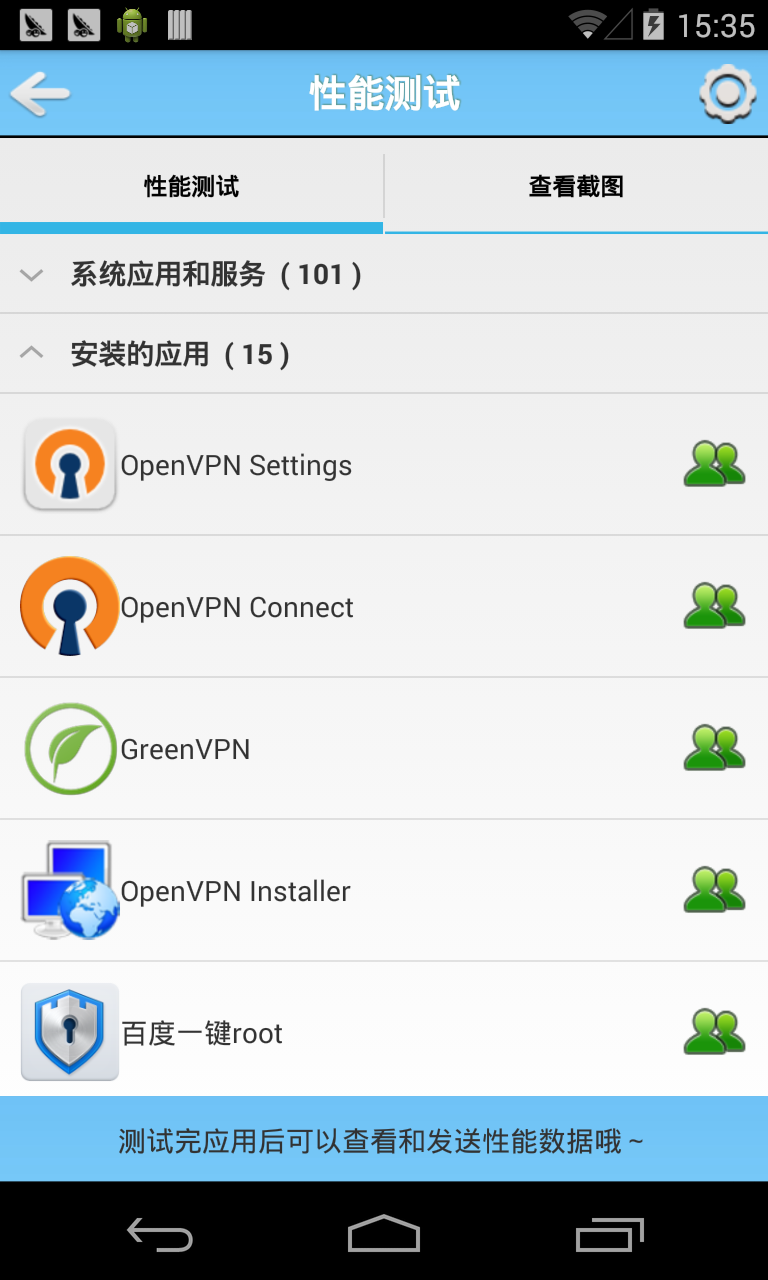 15:35
性能测试
性能测试
查看截图
系统应用和服务 ( 101 )
安装的应用 ( 15 )
OpenVPN Settings
OpenVPN Connect
GreenVPN
OpenVPN Installer
百度一键root
测试完应用后可以查看和发送性能数据哦 ~